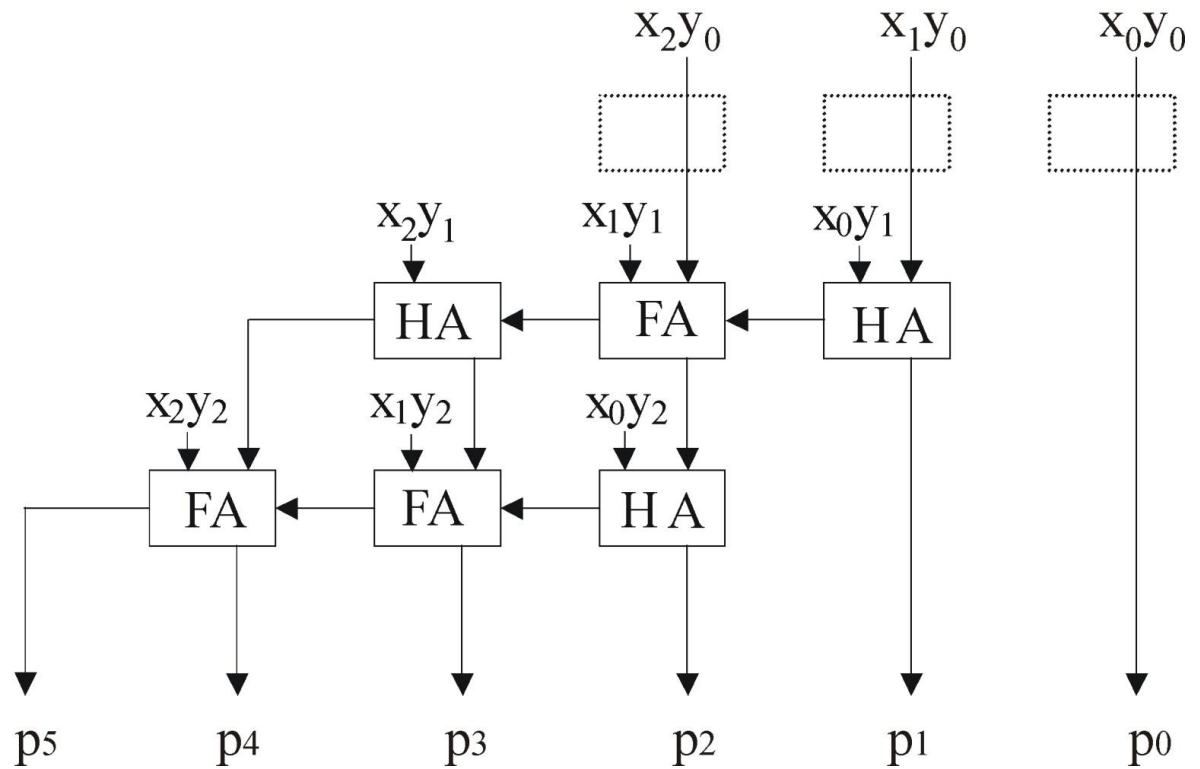 x₂y₀ x₁y₀ x₀y₀
x₂y₁ x₁y₁ x₀y₁
HA FA HA
x₂y₂ x₁y₂ x₀y₂
FA FA HA
p5 p4 p3 p2 p1 p0